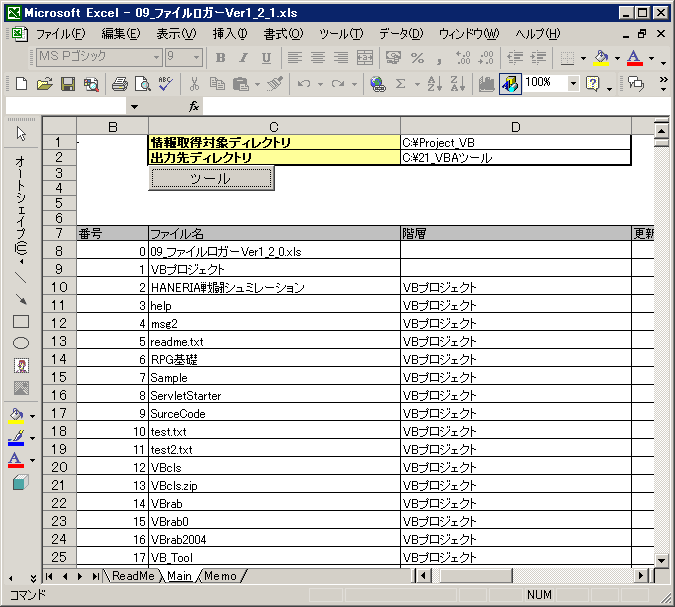 Microsoft Excel - 09_ファイルロガーVer1_2_1.xls
ファイル(F) 編集(E) 表示(V) 挿入(I) 書式(O) ツール(T) データ(D) ウィンドウ(W) ヘルプ(H)
MS Pゴシック 9 B I U
100%
fx
オートシェイプ(U)
B C D
1 情報取得対象ディレクトリ C:¥Project_VB
2 出力先ディレクトリ C:¥21_VBAツール
3
ツール
4
5
6
7 番号 ファイル名 階層 更新
8 0 09_ファイルロガーVer1_2_0.xls
9 1 VBプロジェクト
10 2 HANERIA戦闘シュミレーション VBプロジェクト
11 3 help VBプロジェクト
12 4 msg2 VBプロジェクト
13 5 readme.txt VBプロジェクト
14 6 RPG基礎 VBプロジェクト
15 7 Sample VBプロジェクト
16 8 ServletStarter VBプロジェクト
17 9 SurceCode VBプロジェクト
18 10 test.txt VBプロジェクト
19 11 test2.txt VBプロジェクト
20 12 VBcls VBプロジェクト
21 13 VBcls.zip VBプロジェクト
22 14 VBrab VBプロジェクト
23 15 VBrab0 VBプロジェクト
24 16 VBrab2004 VBプロジェクト
25 17 VB_Tool VBプロジェクト
ReadMe Main Memo
コマンド NUM